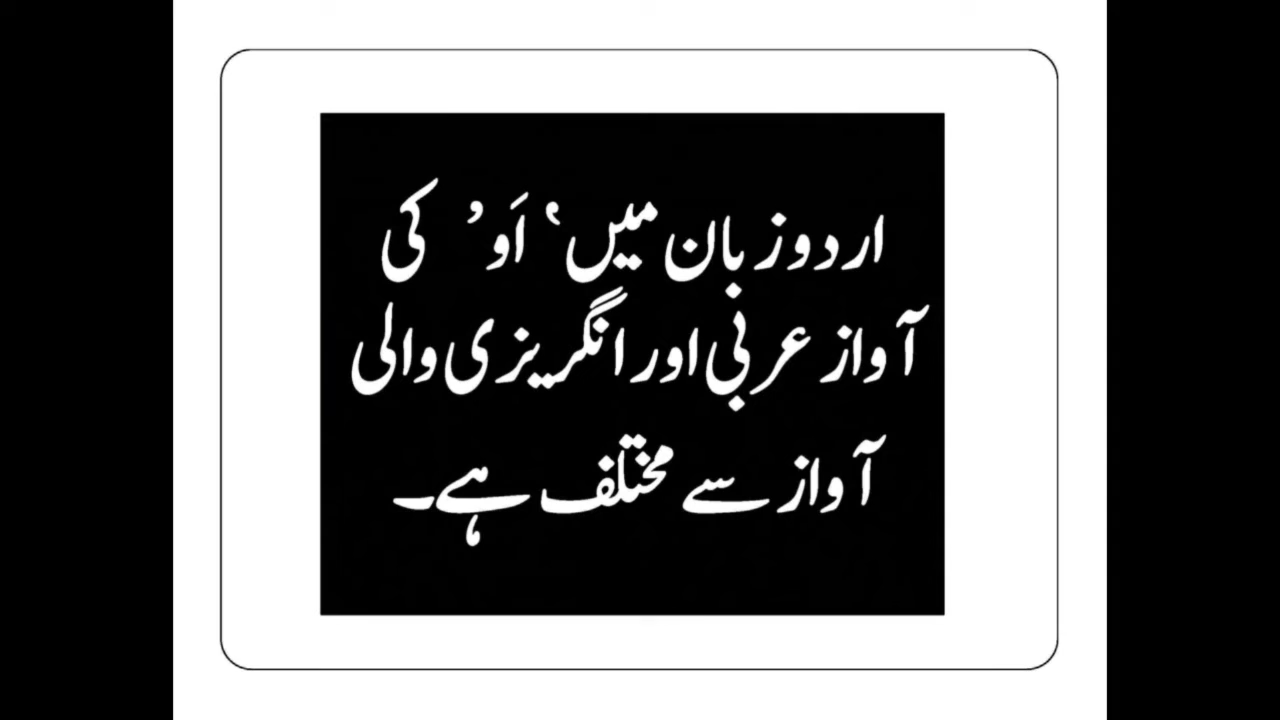 اردو زبان میں ‘ اَو ’ کی
آواز عربی اور انگریزی والی
آواز سے مختلف ہے۔